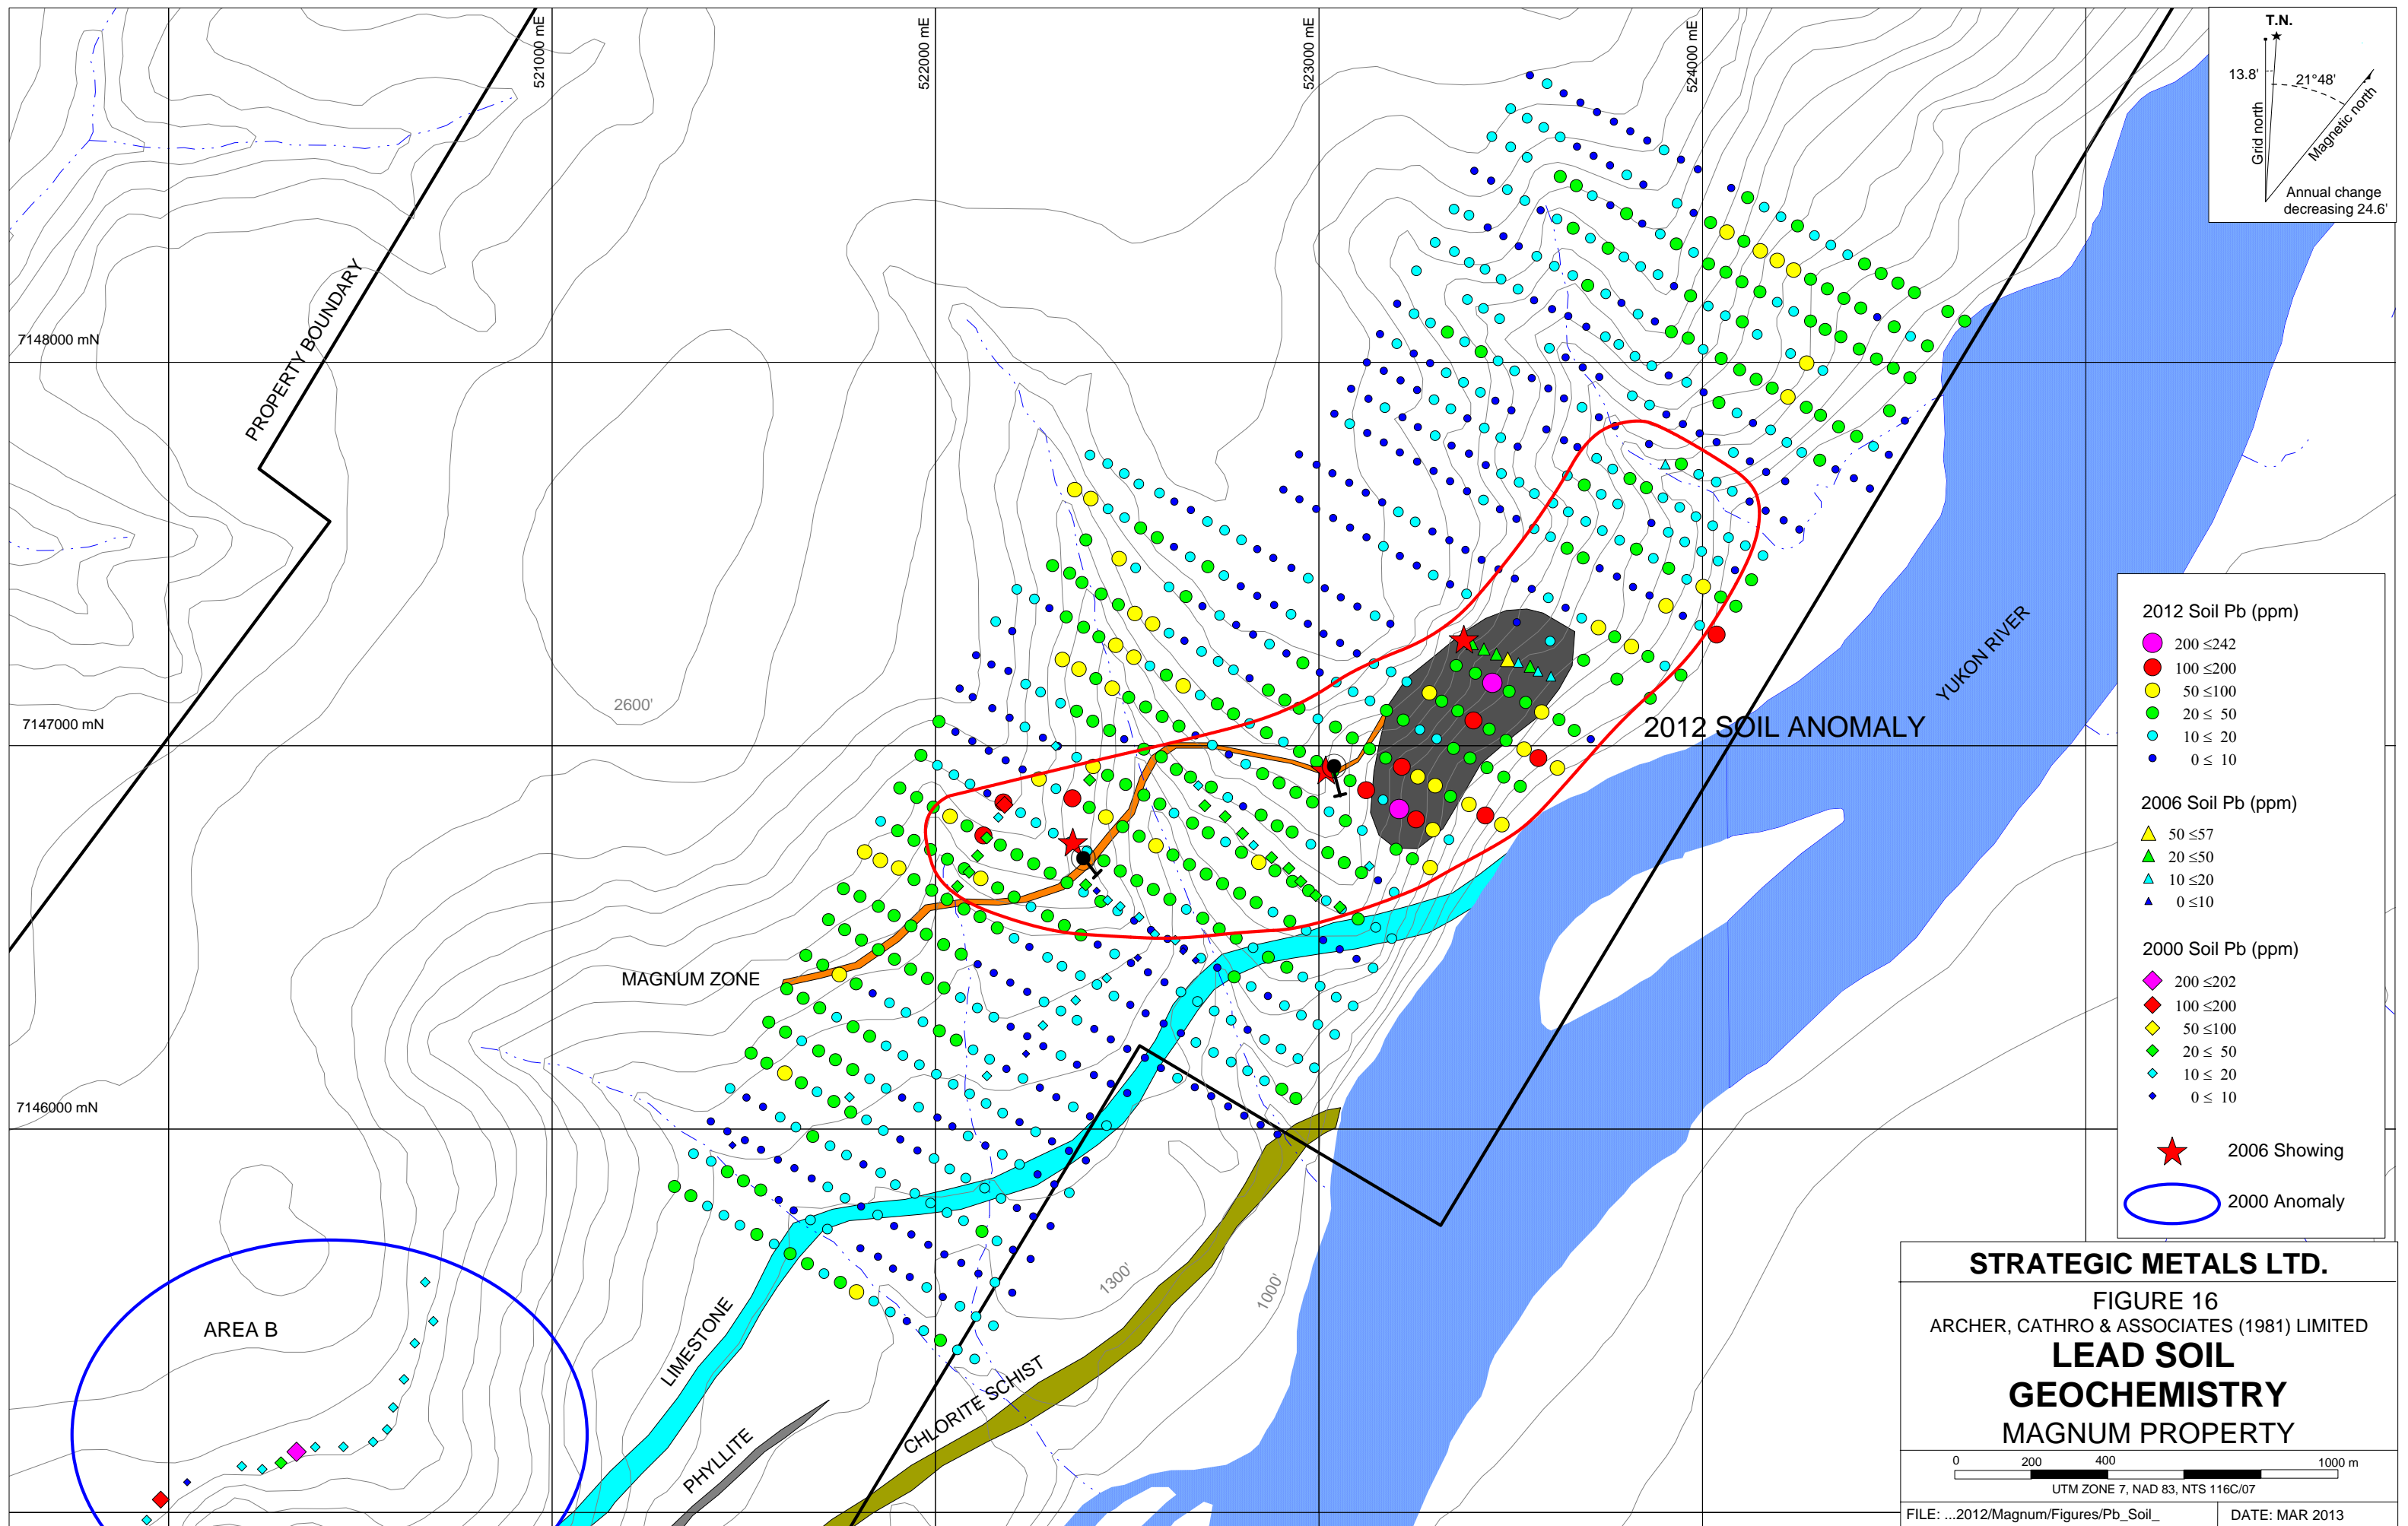 521000 mE
522000 mE
523000 mE
524000 mE
T.N.
13.8'
21°48'
Grid north
Magnetic north
Annual change
decreasing 24.6'
PROPERTY BOUNDARY
7148000 mN
7147000 mN
7146000 mN
2600'
MAGNUM ZONE
2012 SOIL ANOMALY
YUKON RIVER
AREA B
LIMESTONE
PHYLLITE
CHLORITE SCHIST
1300'
1000'
2012 Soil Pb (ppm)
200 ≤242
100 ≤200
50 ≤100
20 ≤ 50
10 ≤ 20
0 ≤ 10
2006 Soil Pb (ppm)
50 ≤57
20 ≤50
10 ≤20
0 ≤10
2000 Soil Pb (ppm)
200 ≤202
100 ≤200
50 ≤100
20 ≤ 50
10 ≤ 20
0 ≤ 10
2006 Showing
2000 Anomaly
STRATEGIC METALS LTD.
FIGURE 16
ARCHER, CATHRO & ASSOCIATES (1981) LIMITED
LEAD SOIL
GEOCHEMISTRY
MAGNUM PROPERTY
0 200 400 1000 m
UTM ZONE 7, NAD 83, NTS 116C/07
FILE: ...2012/Magnum/Figures/Pb_Soil_
DATE: MAR 2013